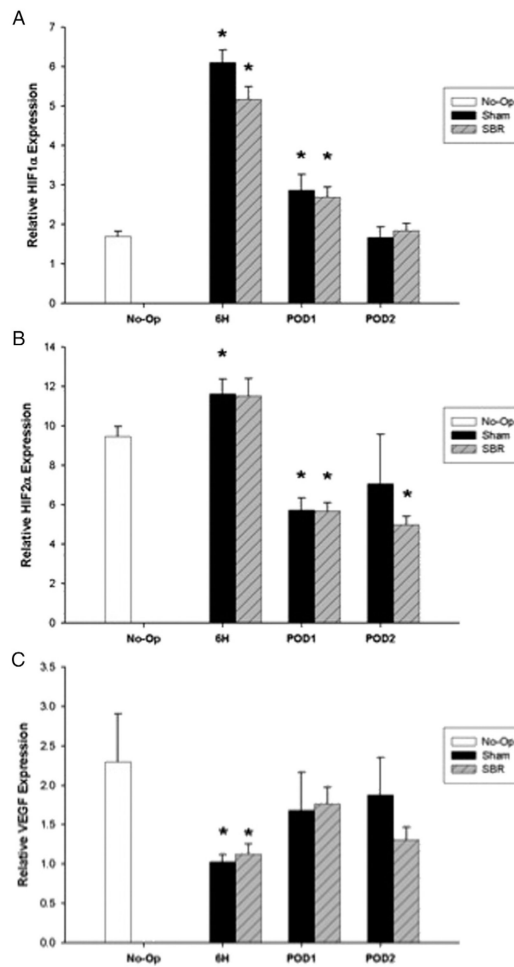 A
Relative HIF1α Expression
7
6
5
4
3
2
1
0
* * * *
No-Op 6H POD1 POD2
No-Op
Sham
SBR
B
Relative HIF2α Expression
14
12
10
8
6
4
2
0
* * * *
No-Op 6H POD1 POD2
No-Op
Sham
SBR
C
Relative VEGF Expression
3.5
3.0
2.5
2.0
1.5
1.0
0.5
0.0
* *
No-Op 6H POD1 POD2
No-Op
Sham
SBR